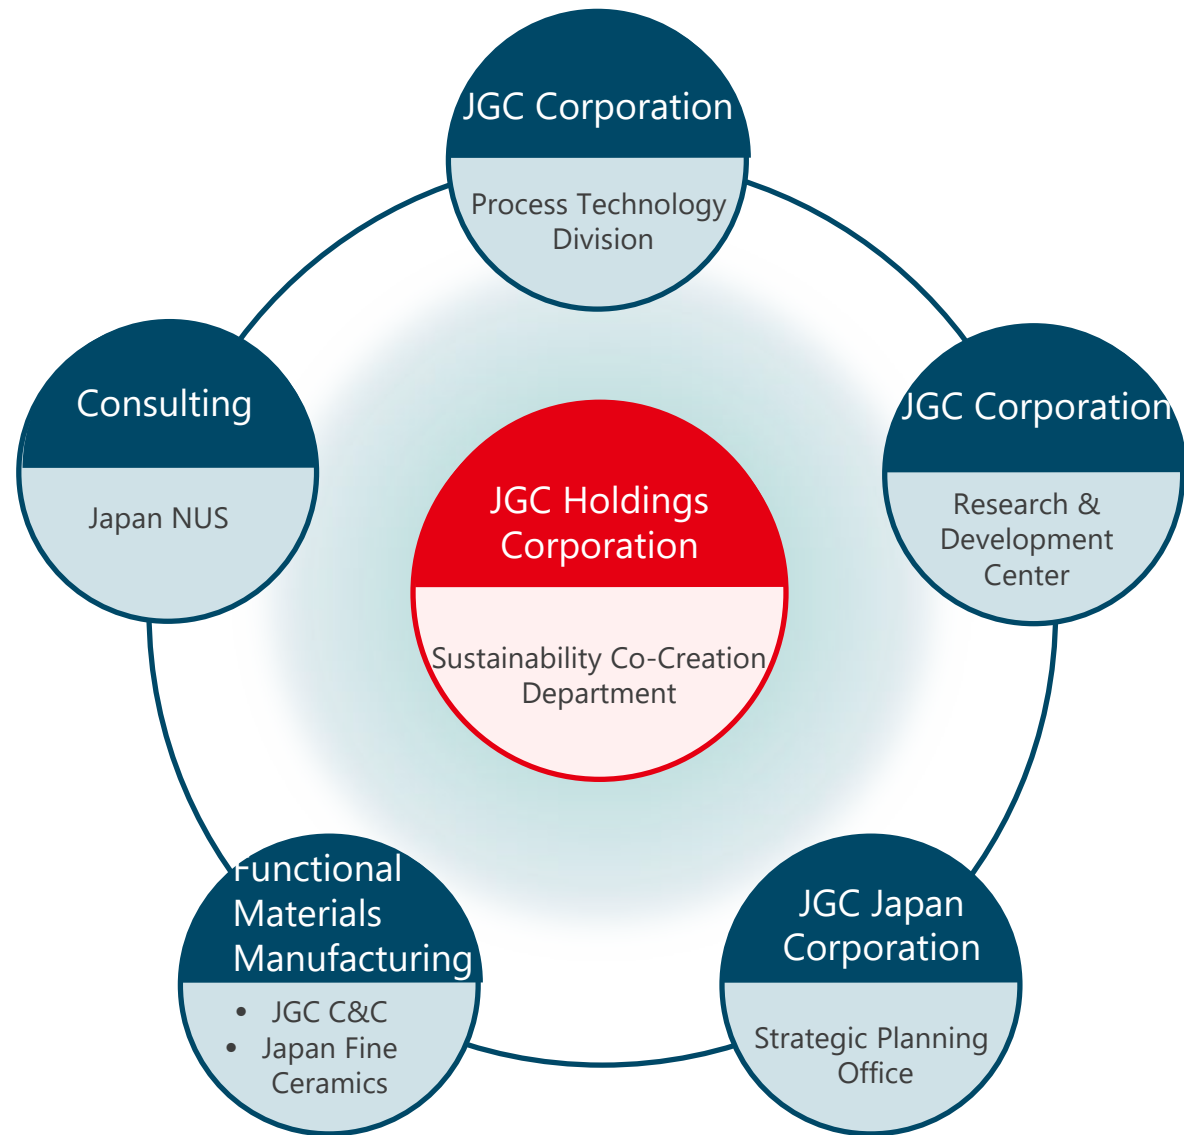 JGC Corporation
Process Technology
Division
Consulting
Japan NUS
JGC Corporation
Research &
Development
Center
JGC Holdings
Corporation
Sustainability Co-Creation
Department
Functional
Materials
Manufacturing
• JGC C&C
• Japan Fine
Ceramics
JGC Japan
Corporation
Strategic Planning
Office